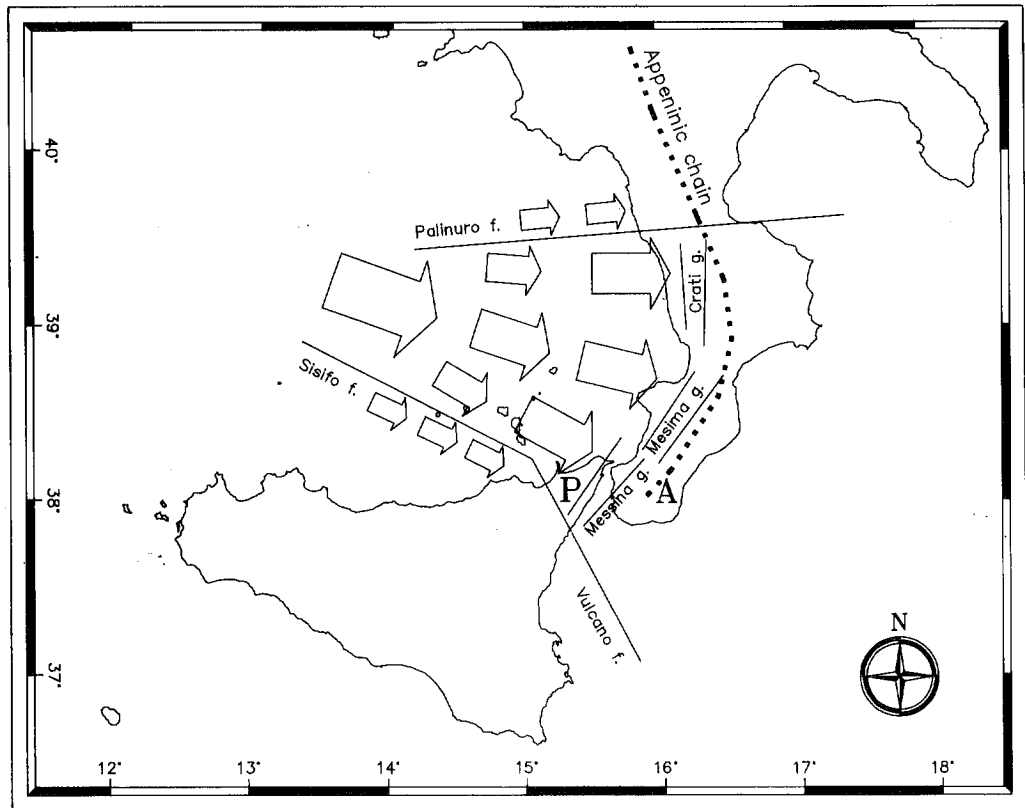 Appeninic chain
40°
Palinuro f.
Crati g.
39°
Sisifo f.
Mesima g.
P
Messina g.
A
38°
Vulcano f.
N
37°
12°
13°
14°
15°
16°
17°
18°